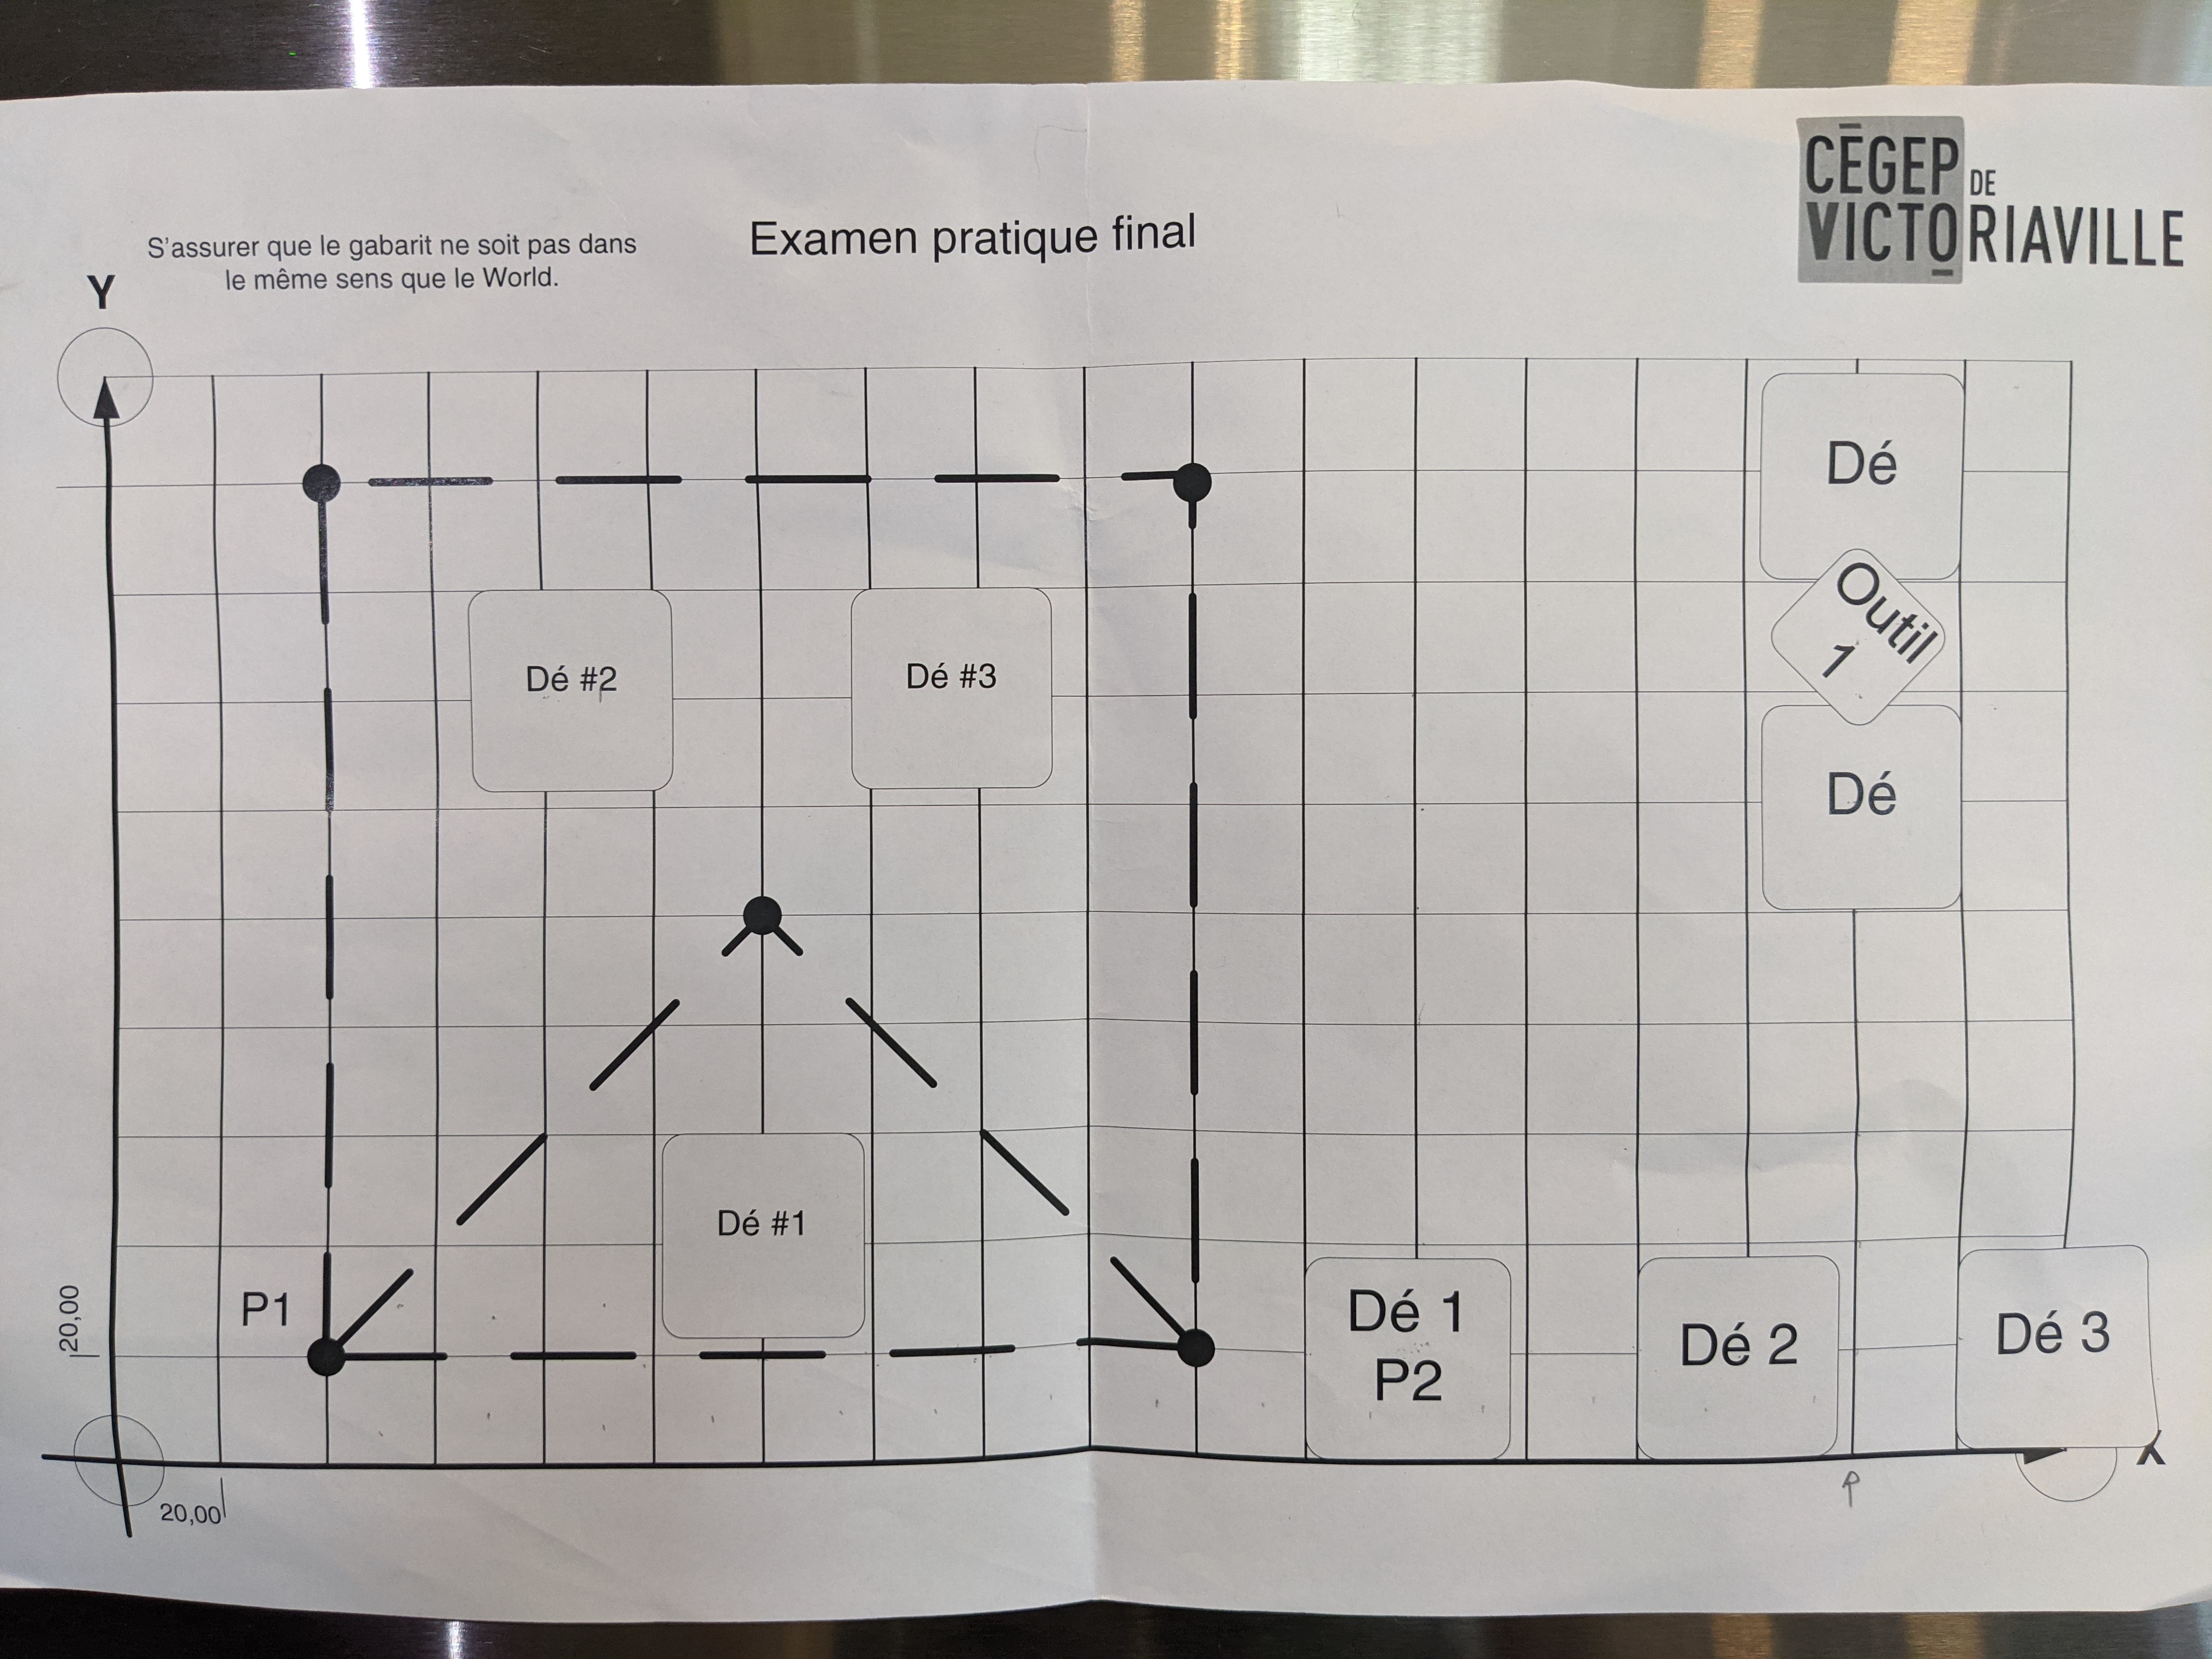 CĒGEP DE
VICTORIAVILLE
Examen pratique final
S'assurer que le gabarit ne soit pas dans
le même sens que le World.
Y
Dé
Outil
1
Dé #2
Dé #3
Dé
Dé #1
P1
20,00
Dé 1
P2
Dé 2
Dé 3
X
20,00